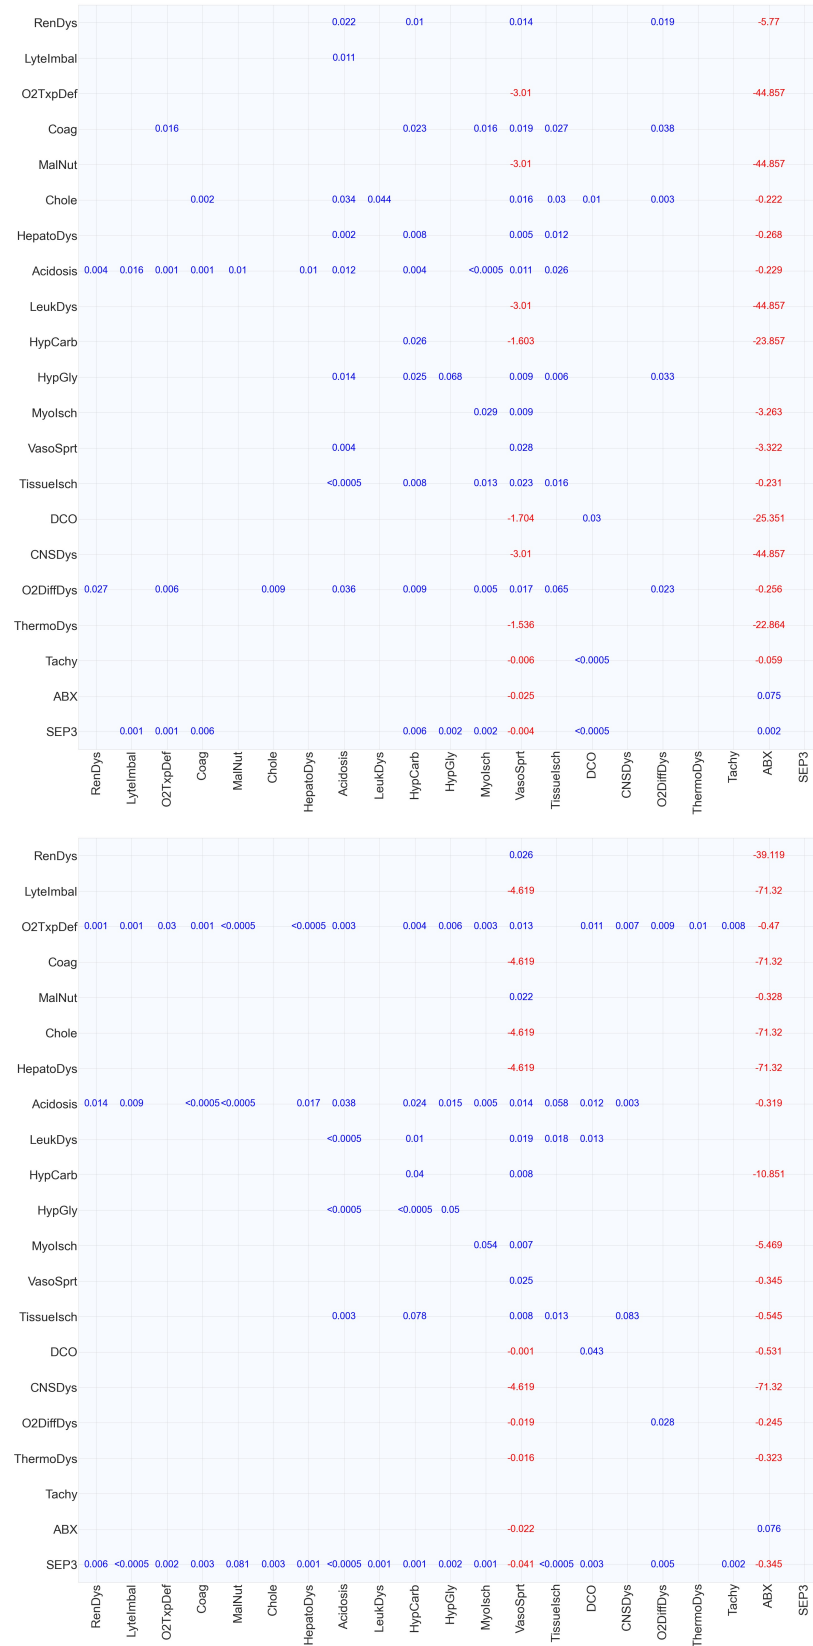 RenDys 0.022 0.01 0.014 0.019 -5.77
LyteImbal 0.011
O2TxpDef -3.01 -44.857
Coag 0.016 0.023 0.016 0.019 0.027 0.038
MalNut -3.01 -44.857
Chole 0.002 0.034 0.044 0.016 0.03 0.01 0.003 -0.222
HepatoDys 0.002 0.008 0.005 0.012 -0.268
Acidosis 0.004 0.016 0.001 0.001 0.01 0.01 0.012 0.004 <0.0005 0.011 0.026 -0.229
LeukDys -3.01 -44.857
HypCarb 0.026 -1.603 -23.857
HypGly 0.014 0.025 0.068 0.009 0.006 0.033
MyoIsch 0.029 0.009 -3.263
VasoSprt 0.004 0.028 -3.322
TissueIsch <0.0005 0.008 0.013 0.023 0.016 -0.231
DCO -1.704 0.03 -25.351
CNSDys -3.01 -44.857
O2DiffDys 0.027 0.006 0.009 0.036 0.009 0.005 0.017 0.065 0.023 -0.256
ThermoDys -1.536 -22.864
Tachy -0.006 <0.0005 -0.059
ABX -0.025 0.075
SEP3 0.001 0.001 0.006 0.006 0.002 0.002 -0.004 <0.0005 0.002
RenDys LyteImbal O2TxpDef Coag MalNut Chole HepatoDys Acidosis LeukDys HypCarb HypGly MyoIsch VasoSprt TissueIsch DCO CNSDys O2DiffDys ThermoDys Tachy ABX SEP3
RenDys 0.026 -39.119
LyteImbal -4.619 -71.32
O2TxpDef 0.001 0.001 0.03 0.001 <0.0005 <0.0005 0.003 0.004 0.006 0.003 0.013 0.011 0.007 0.009 0.01 0.008 -0.47
Coag -4.619 -71.32
MalNut 0.022 -0.328
Chole -4.619 -71.32
HepatoDys -4.619 -71.32
Acidosis 0.014 0.009 <0.0005 <0.0005 0.017 0.038 0.024 0.015 0.005 0.014 0.058 0.012 0.003 -0.319
LeukDys <0.0005 0.01 0.019 0.018 0.013
HypCarb 0.04 0.008 -10.851
HypGly <0.0005 <0.0005 0.05
MyoIsch 0.054 0.007 -5.469
VasoSprt 0.025 -0.345
TissueIsch 0.003 0.078 0.008 0.013 0.083 -0.545
DCO -0.001 0.043 -0.531
CNSDys -4.619 -71.32
O2DiffDys -0.019 0.028 -0.245
ThermoDys -0.016 -0.323
Tachy
ABX -0.022 0.076
SEP3 0.006 <0.0005 0.002 0.003 0.081 0.003 0.001 <0.0005 0.001 0.001 0.002 0.001 -0.041 <0.0005 0.003 0.005 0.002 -0.345
RenDys LyteImbal O2TxpDef Coag MalNut Chole HepatoDys Acidosis LeukDys HypCarb HypGly MyoIsch VasoSprt TissueIsch DCO CNSDys O2DiffDys ThermoDys Tachy ABX SEP3